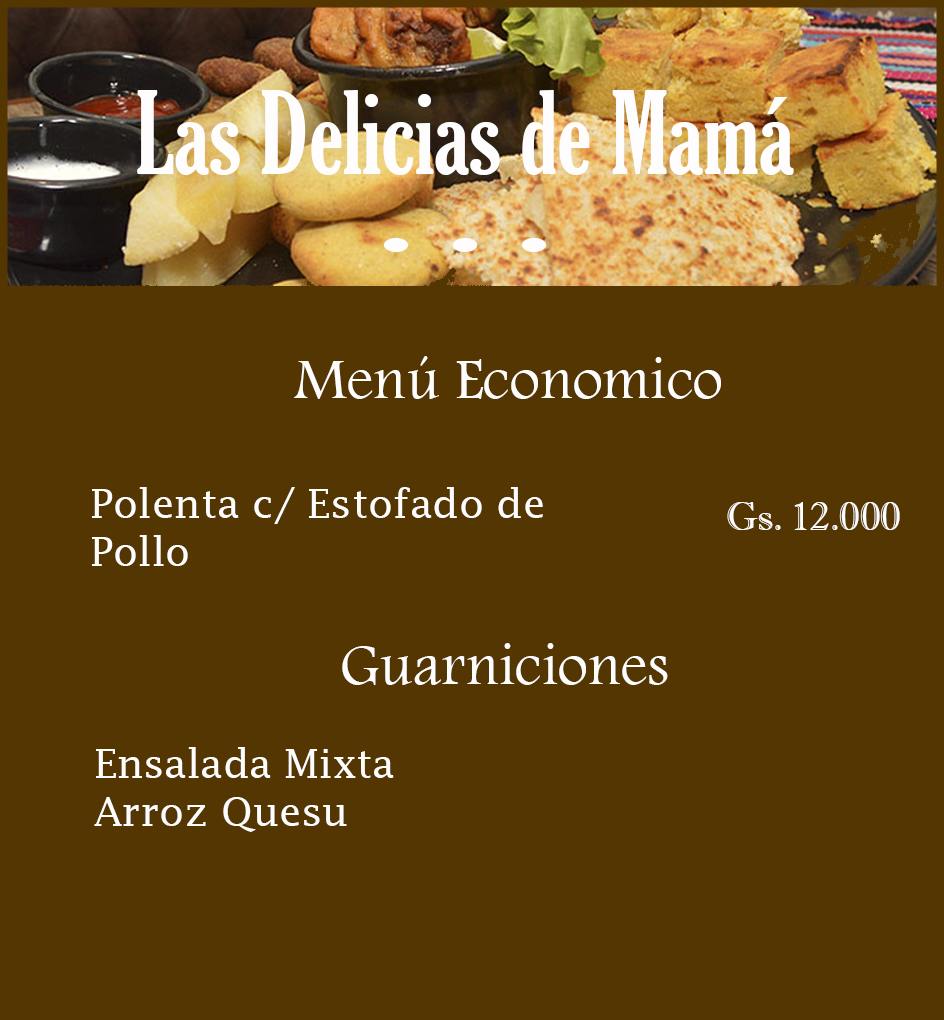 Las Delicias de Mamá
Menú Economico
Polenta c/ Estofado de
Pollo
Gs. 12.000
Guarniciones
Ensalada Mixta
Arroz Quesu